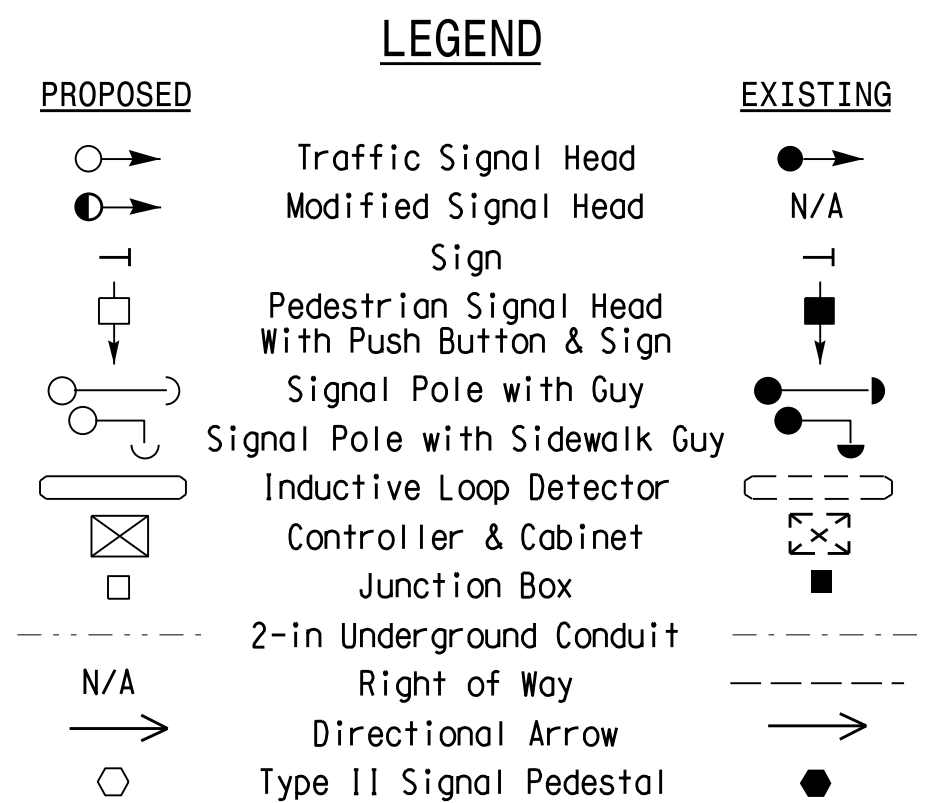 LEGEND
PROPOSED EXISTING
Traffic Signal Head
Modified Signal Head N/A
Sign
Pedestrian Signal Head
With Push Button & Sign
Signal Pole with Guy
Signal Pole with Sidewalk Guy
Inductive Loop Detector
Controller & Cabinet
Junction Box
2-in Underground Conduit
N/A Right of Way
Directional Arrow
Type II Signal Pedestal